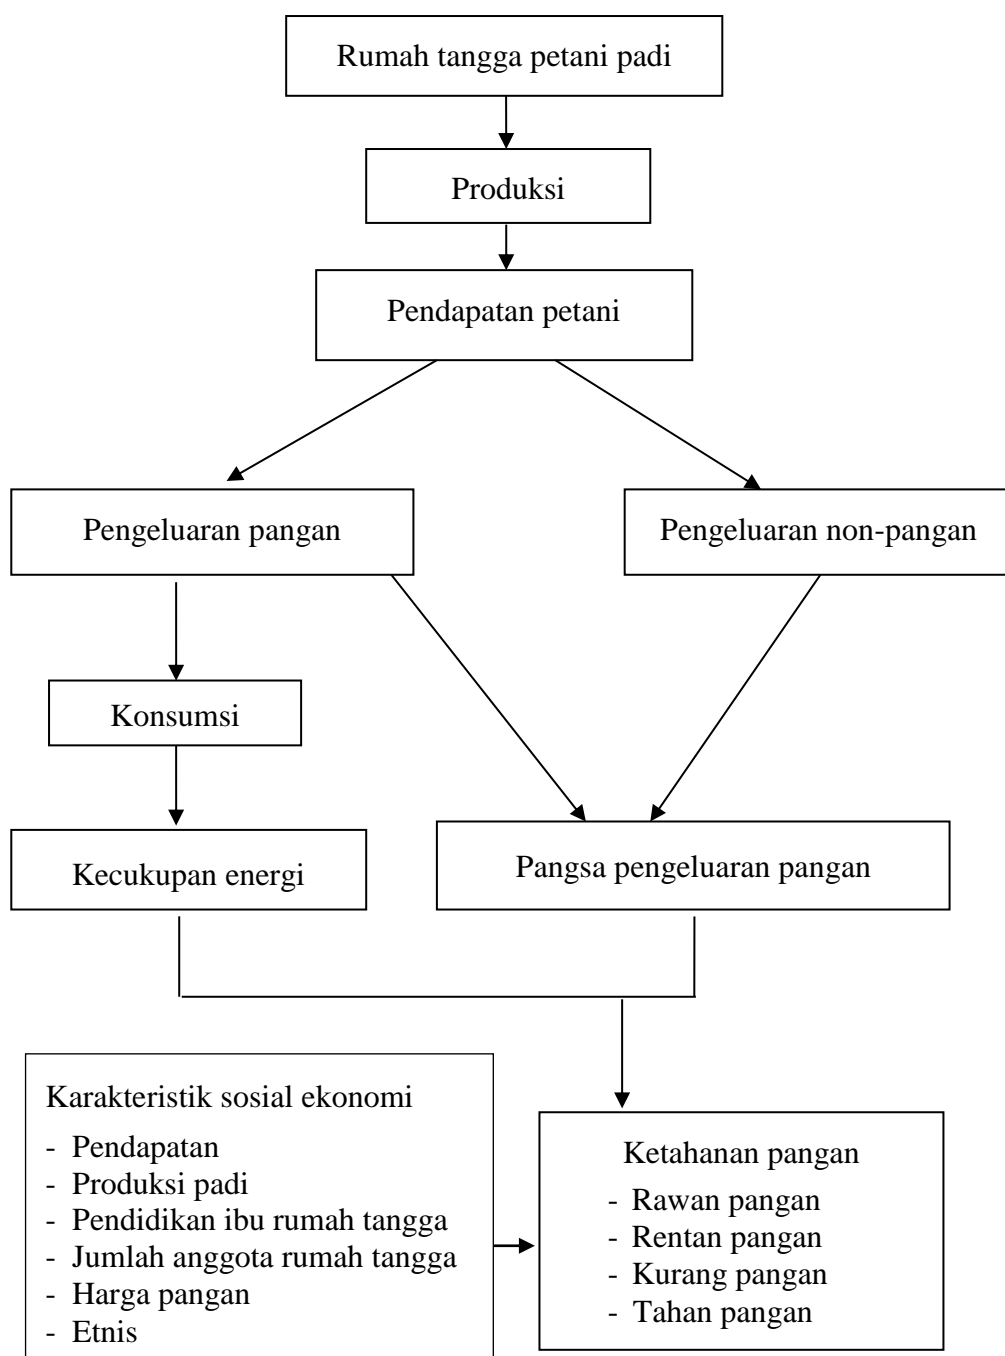 Rumah tangga petani padi
Produksi
Pendapatan petani
Pengeluaran pangan
Pengeluaran non-pangan
Konsumsi
Kecukupan energi
Pangsa pengeluaran pangan
Karakteristik sosial ekonomi
- Pendapatan
- Produksi padi
- Pendidikan ibu rumah tangga
- Jumlah anggota rumah tangga
- Harga pangan
- Etnis
Ketahanan pangan
- Rawan pangan
- Rentan pangan
- Kurang pangan
- Tahan pangan